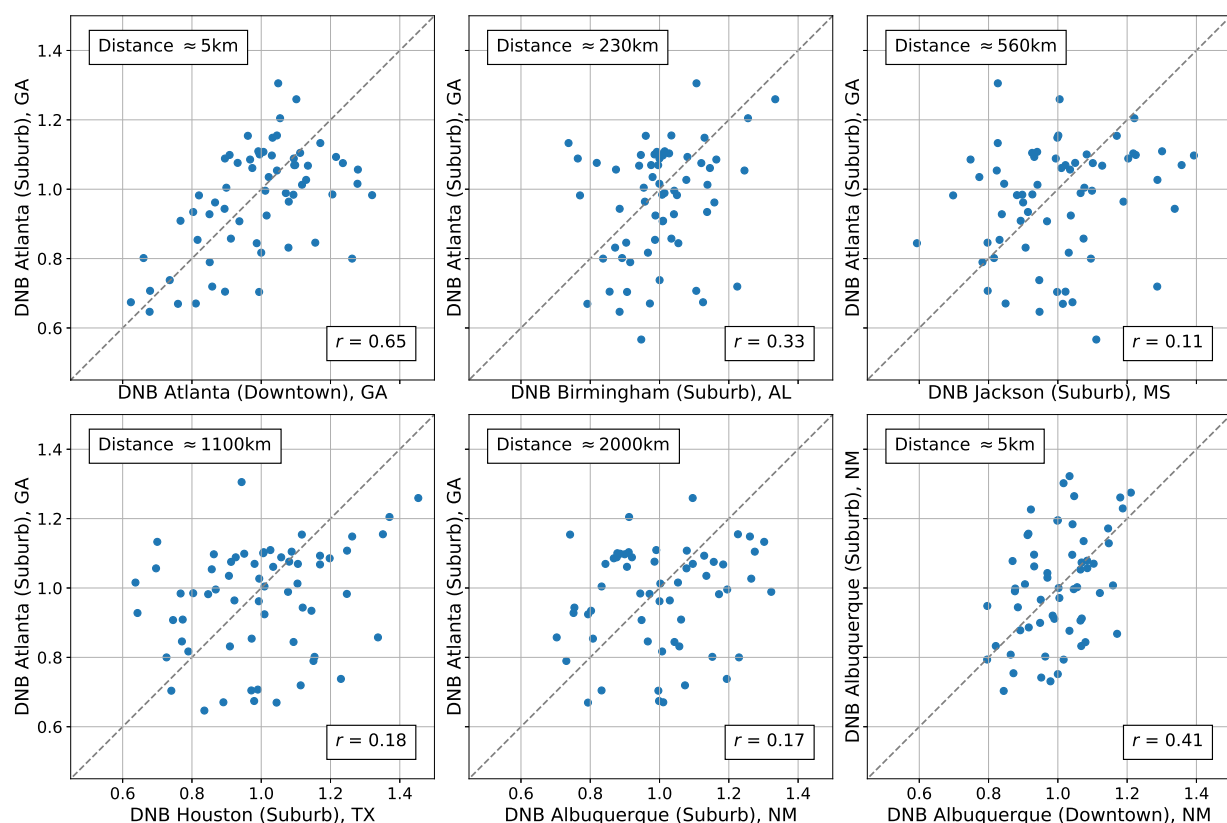 Distance ≈5km
1.4
1.2
1.0
0.8
0.6
DNB Atlanta (Suburb), GA
r = 0.65
DNB Atlanta (Downtown), GA
Distance ≈230km
DNB Atlanta (Suburb), GA
r = 0.33
DNB Birmingham (Suburb), AL
Distance ≈560km
DNB Atlanta (Suburb), GA
r = 0.11
DNB Jackson (Suburb), MS
Distance ≈1100km
1.4
1.2
1.0
0.8
0.6
DNB Atlanta (Suburb), GA
r = 0.18
0.6 0.8 1.0 1.2 1.4
DNB Houston (Suburb), TX
Distance ≈2000km
DNB Atlanta (Suburb), GA
r = 0.17
0.6 0.8 1.0 1.2 1.4
DNB Albuquerque (Suburb), NM
Distance ≈5km
DNB Albuquerque (Suburb), NM
r = 0.41
0.6 0.8 1.0 1.2 1.4
DNB Albuquerque (Downtown), NM